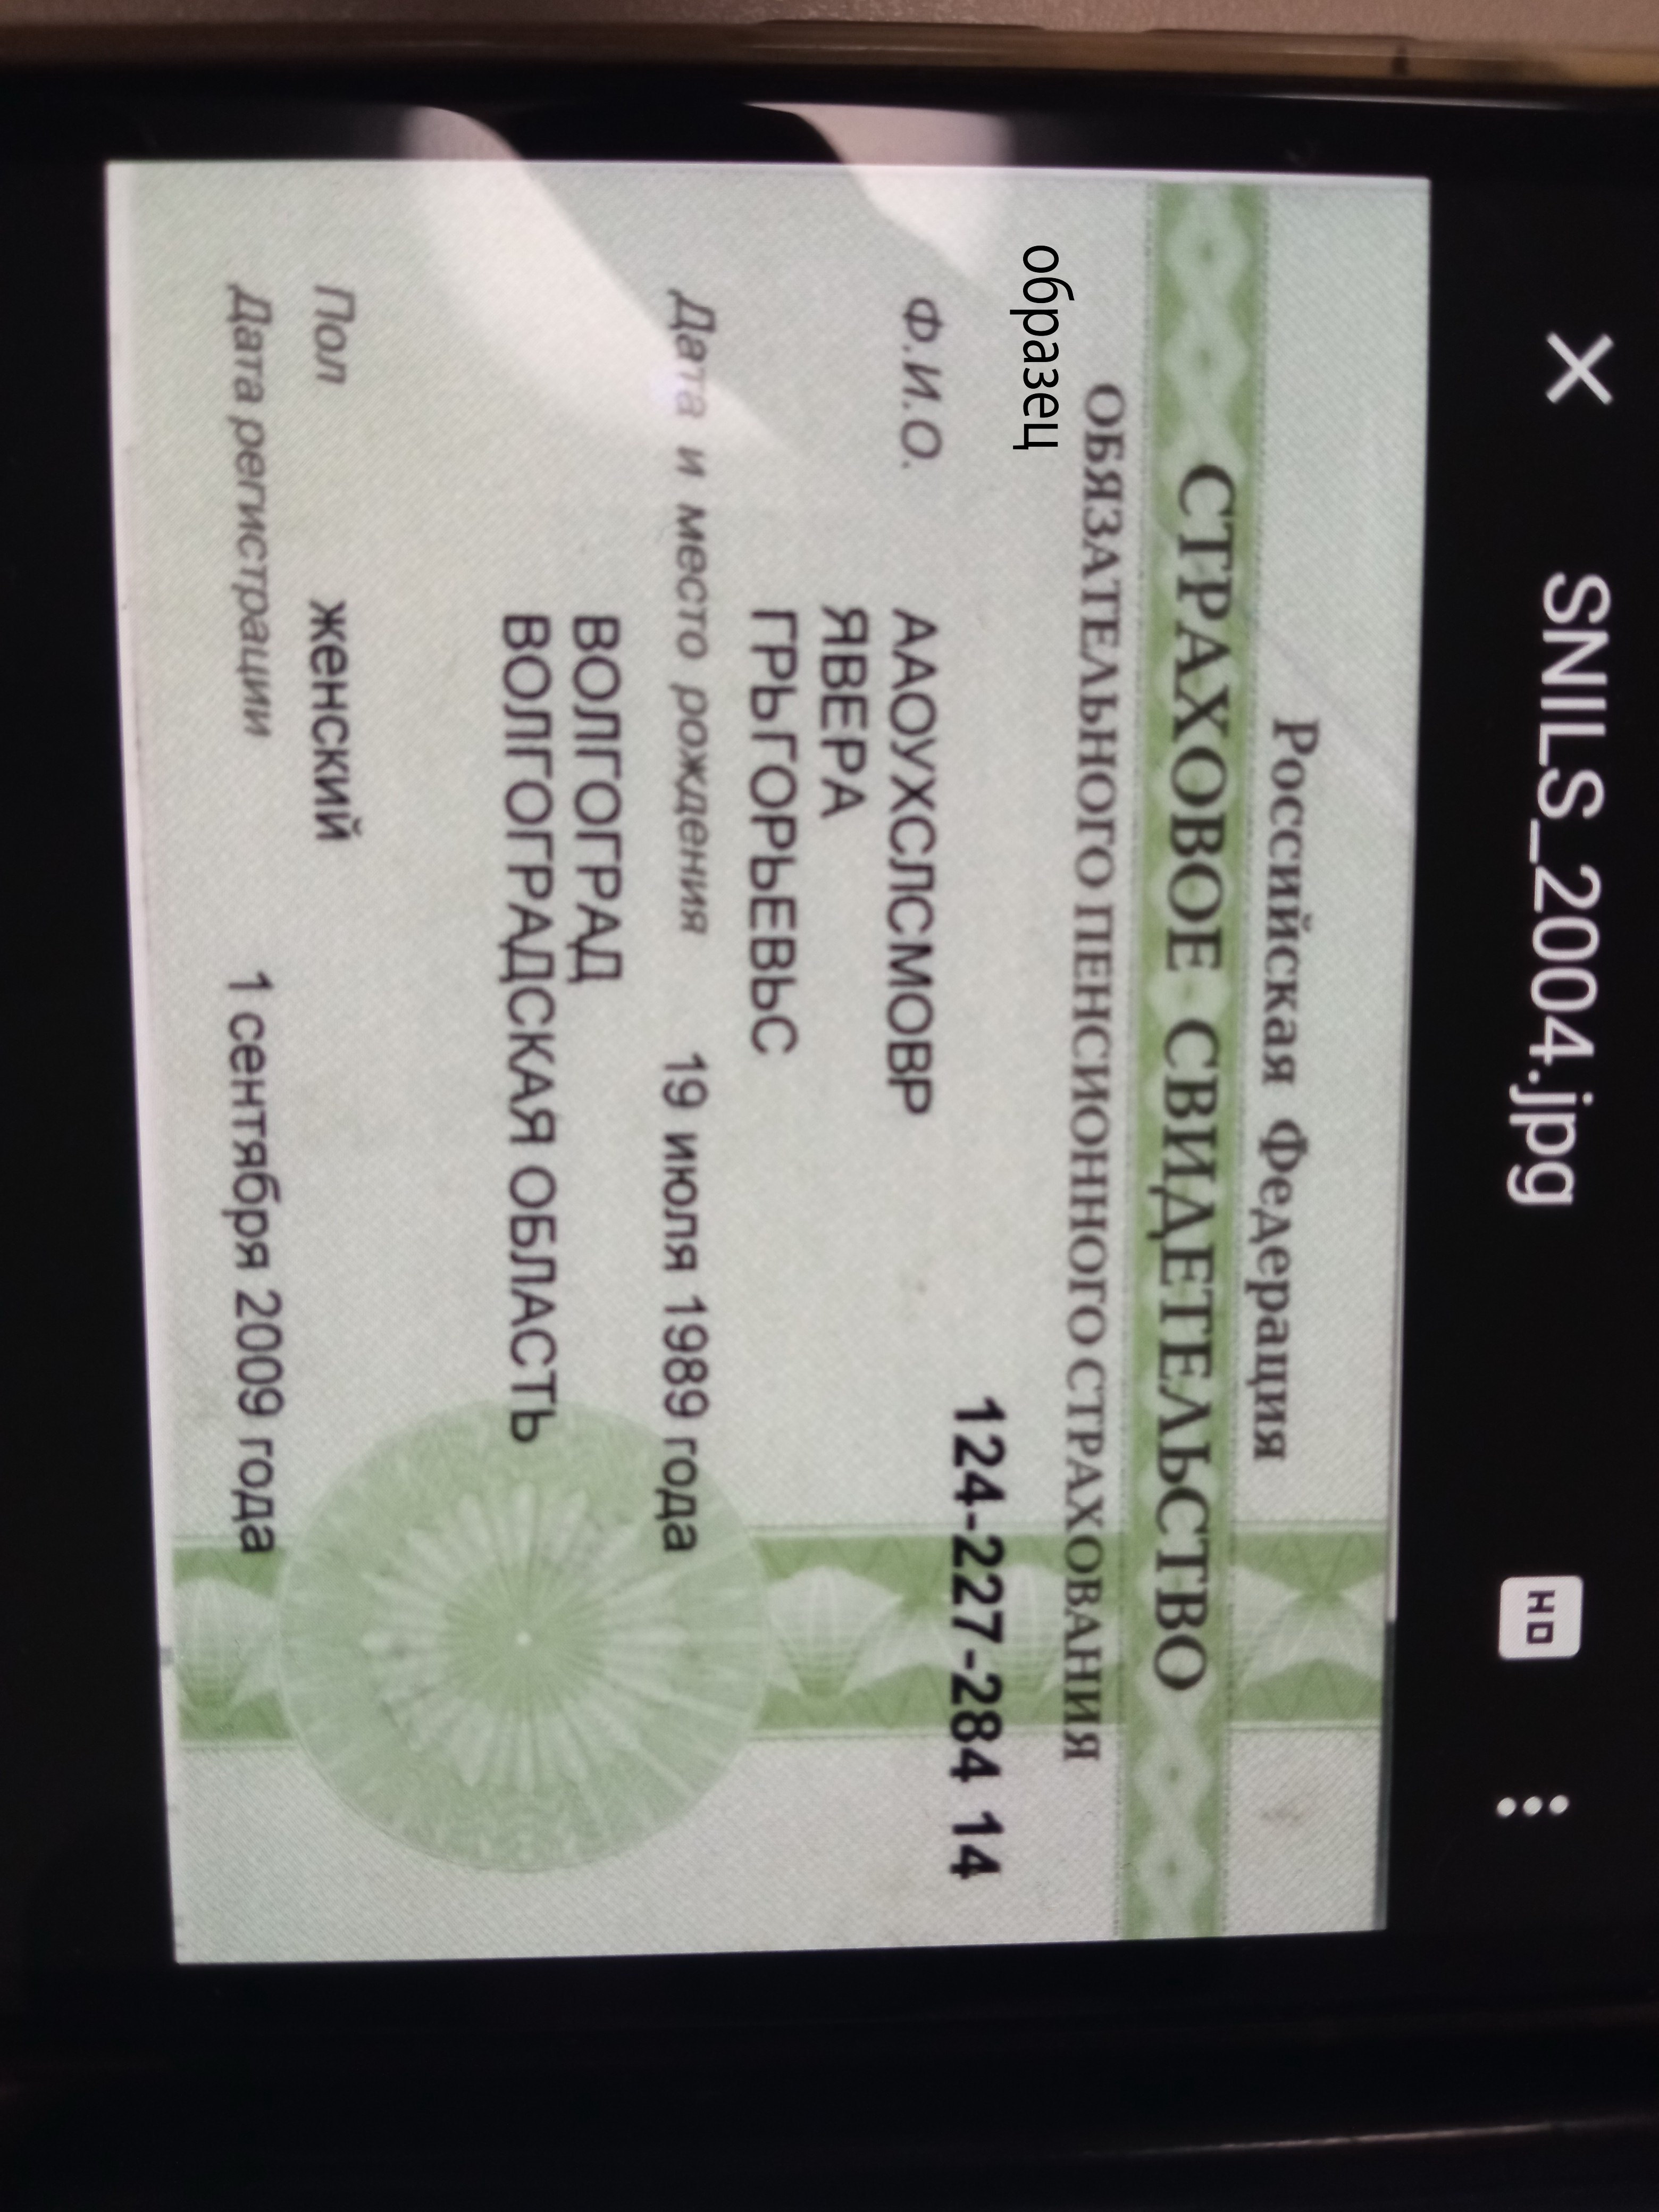 SNILS_2004.jpg HD
Российская Федерация
СТРАХОВОЕ СВИДЕТЕЛЬСТВО
ОБЯЗАТЕЛЬНОГО ПЕНСИОННОГО СТРАХОВАНИЯ
образец
124-227-284 14
Ф.И.О. ААОУХСЛСМОВР
ЯВЕРА
ГРЬГОРЬЕВЬС
Дата и место рождения 19 июля 1989 года
ВОЛГОГРАД
ВОЛГОГРАДСКАЯ ОБЛАСТЬ
Пол женский
Дата регистрации 1 сентября 2009 года